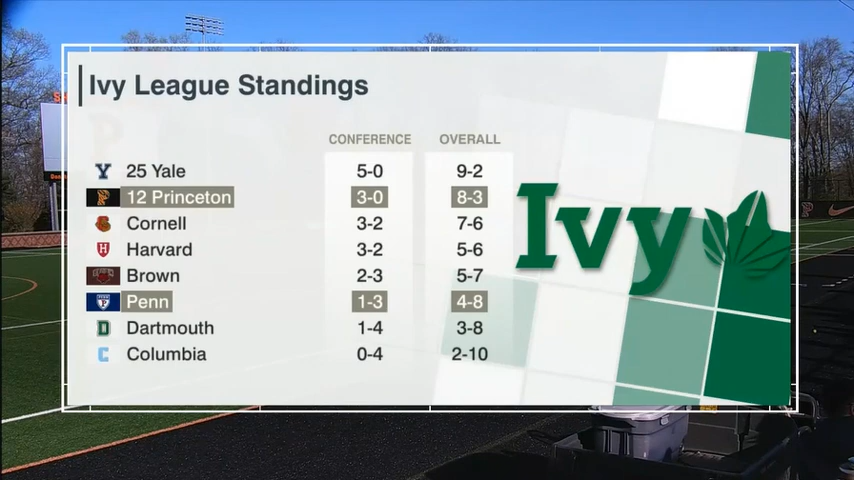 Ivy League Standings
CONFERENCE OVERALL
Y 25 Yale 5-0 9-2
12 Princeton 3-0 8-3
Cornell 3-2 7-6
H Harvard 3-2 5-6
Brown 2-3 5-7
P Penn 1-3 4-8
D Dartmouth 1-4 3-8
C Columbia 0-4 2-10
Ivy